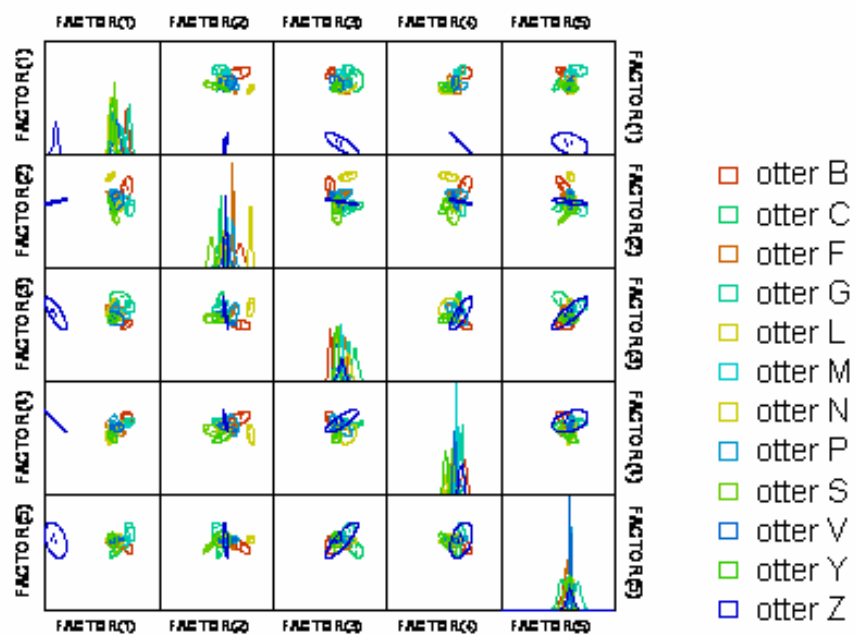 FACTOR(1) FACTOR(2) FACTOR(3) FACTOR(4) FACTOR(5)
FACTOR(1)
FACTOR(1)
FACTOR(2)
FACTOR(2)
FACTOR(3)
FACTOR(3)
FACTOR(4)
FACTOR(4)
FACTOR(5)
FACTOR(5)
FACTOR(1) FACTOR(2) FACTOR(3) FACTOR(4) FACTOR(5)
otter B
otter C
otter F
otter G
otter L
otter M
otter N
otter P
otter S
otter V
otter Y
otter Z